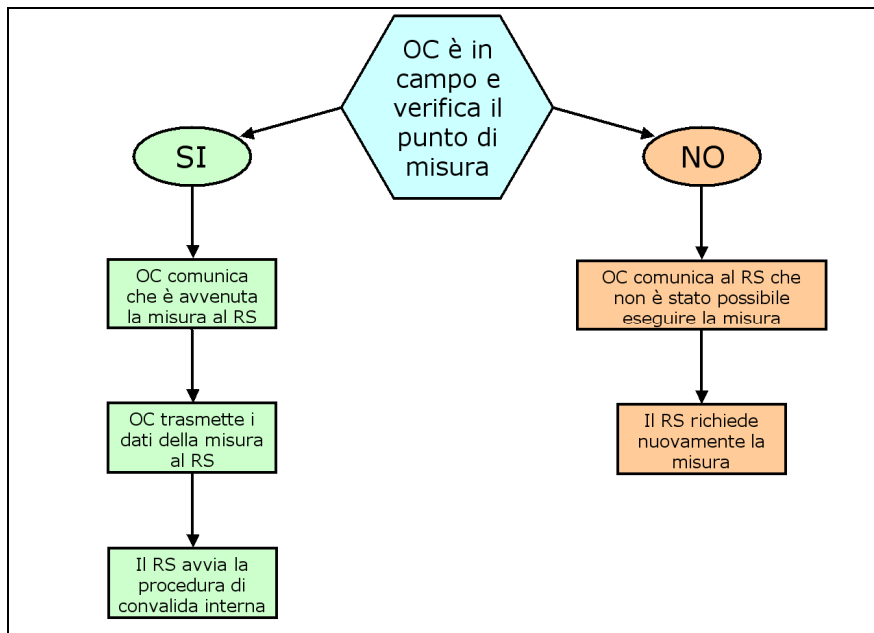 OC è in
campo e
verifica il
punto di
misura
SI
NO
OC comunica
che è avvenuta
la misura al RS
OC comunica al RS che
non è stato possibile
eseguire la misura
OC trasmette i
dati della misura
al RS
Il RS richiede
nuovamente la
misura
Il RS avvia la
procedura di
convalida interna